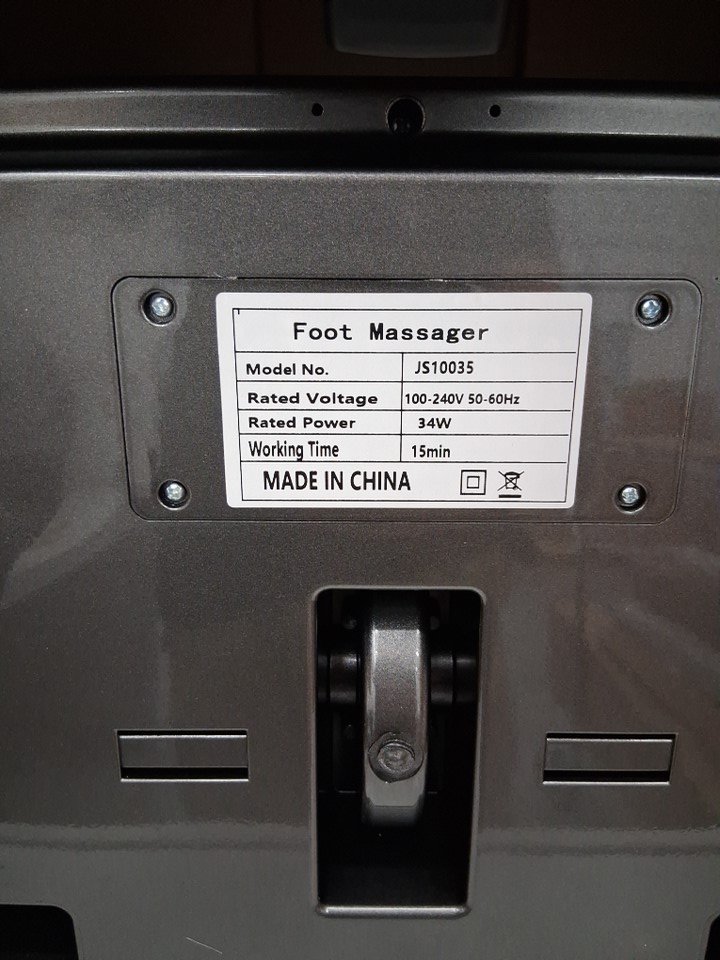 Foot Massager
Model No. JS10035
Rated Voltage 100-240V 50-60Hz
Rated Power 34W
Working Time 15min
MADE IN CHINA